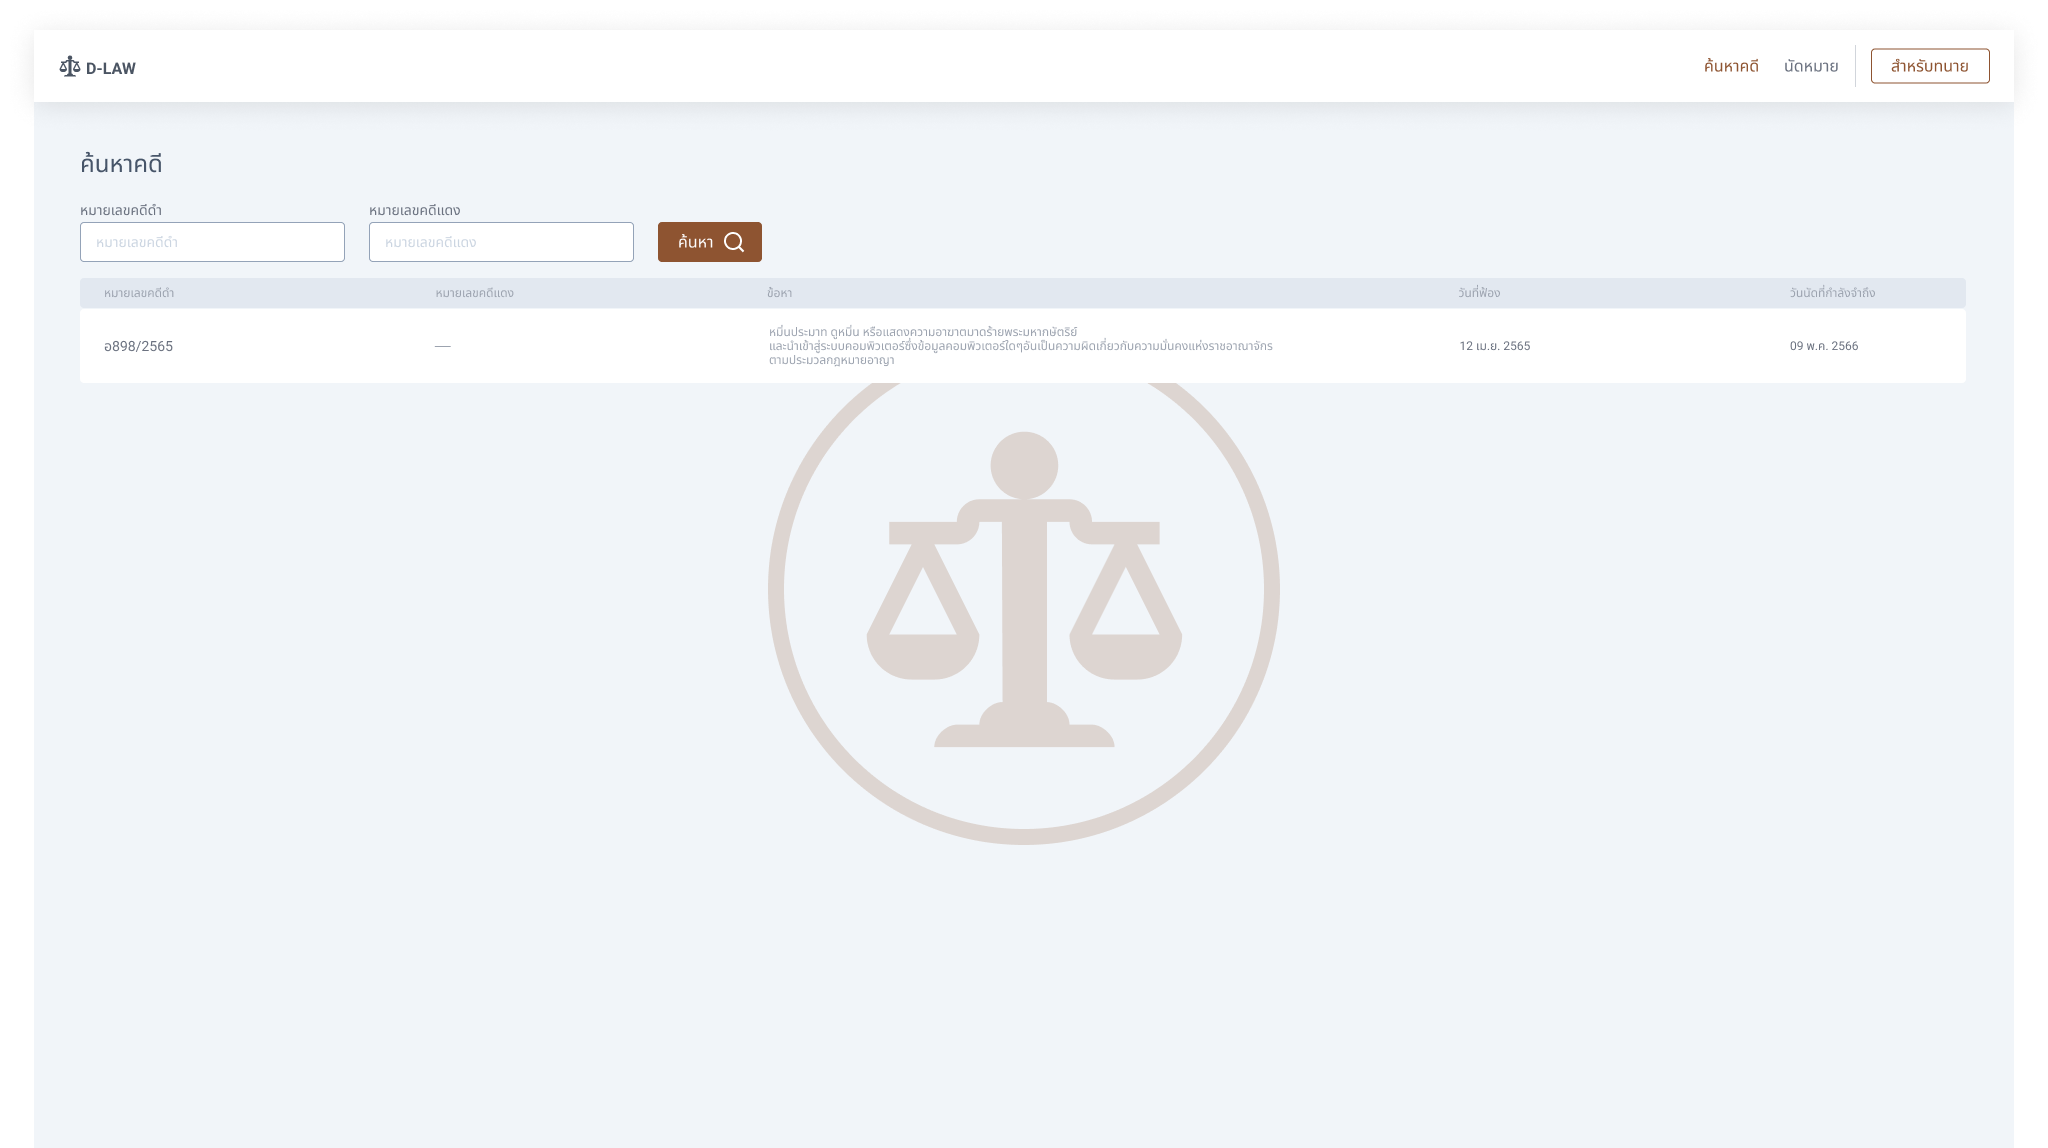 D-LAW
ค้นหาคดี
นัดหมาย
สำหรับทนาย
ค้นหาคดี
หมายเลขคดีดำ
หมายเลขคดีแดง
หมายเลขคดีดำ
หมายเลขคดีแดง
ค้นหา
หมายเลขคดีดำ
หมายเลขคดีแดง
ข้อหา
วันที่ฟ้อง
วันนัดที่กำลังจำถึง
อ898/2565
—
หมิ่นประมาท ดูหมิ่น หรือแสดงความอาฆาตมาดร้ายพระมหากษัตริย์
และนำเข้าสู่ระบบคอมพิวเตอร์ซึ่งข้อมูลคอมพิวเตอร์ใดๆอันเป็นความผิดเกี่ยวกับความมั่นคงแห่งราชอาณาจักร
ตามประมวลกฎหมายอาญา
12 เม.ย. 2565
09 พ.ค. 2566